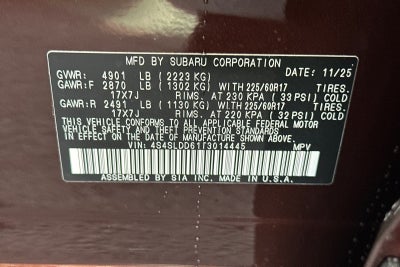 MFD BY SUBARU CORPORATION
GVWR: 4901 LB (2223 KG) DATE: 11/25
GAWR:F 2870 LB (1302 KG) WITH 225/60R17 TIRES.
17X7J RIMS. AT 230 KPA (33 PSI) COLD
GAWR:R 2491 LB (1130 KG) WITH 225/60R17 TIRES.
17X7J RIMS. AT 220 KPA (32 PSI) COLD
THIS VEHICLE CONFORMS TO ALL APPLICABLE FEDERAL MOTOR
VEHICLE SAFETY AND THEFT PREVENTION STANDARDS
IN EFFECT ON THE DATE OF MANUFACTURE SHOWN ABOVE.
VIN: 4S4SLDD61T3014445 MPV
ASSEMBLED BY SIA INC. MADE IN U.S.A.